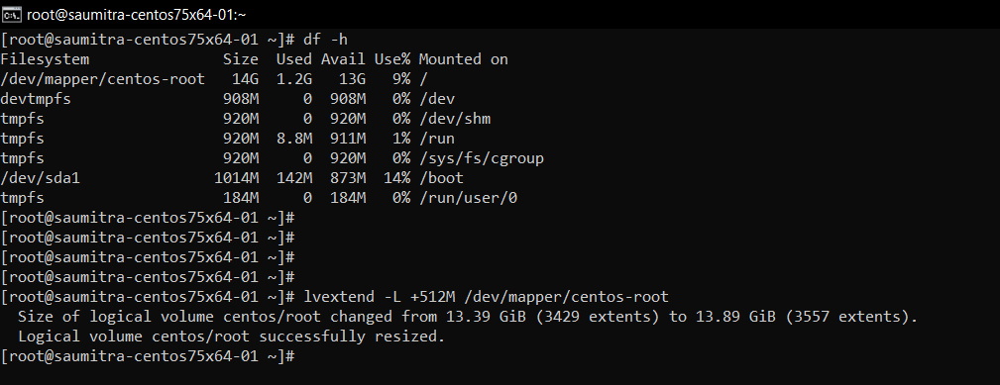 root@saumitra-centos75x64-01:~
[root@saumitra-centos75x64-01 ~]# df -h
Filesystem               Size  Used Avail Use% Mounted on
/dev/mapper/centos-root   14G  1.2G   13G   9% /
devtmpfs                 908M     0  908M   0% /dev
tmpfs                    920M     0  920M   0% /dev/shm
tmpfs                    920M  8.8M  911M   1% /run
tmpfs                    920M     0  920M   0% /sys/fs/cgroup
/dev/sda1               1014M  142M  873M  14% /boot
tmpfs                    184M     0  184M   0% /run/user/0
[root@saumitra-centos75x64-01 ~]#
[root@saumitra-centos75x64-01 ~]#
[root@saumitra-centos75x64-01 ~]#
[root@saumitra-centos75x64-01 ~]#
[root@saumitra-centos75x64-01 ~]# lvextend -L +512M /dev/mapper/centos-root
  Size of logical volume centos/root changed from 13.39 GiB (3429 extents) to 13.89 GiB (3557 extents).
  Logical volume centos/root successfully resized.
[root@saumitra-centos75x64-01 ~]#